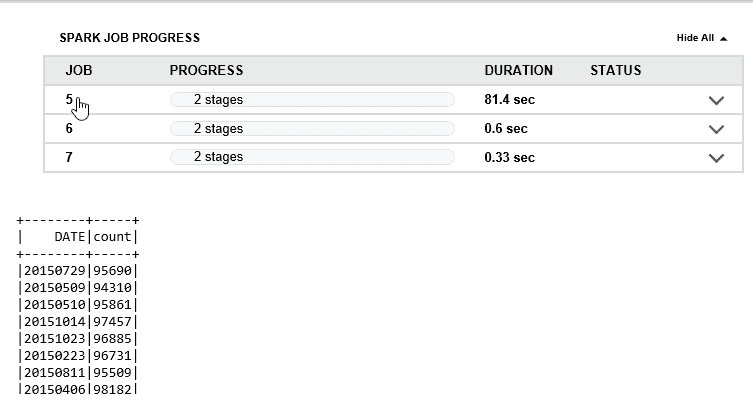 SPARK JOB PROGRESS Hide All
JOB PROGRESS DURATION STATUS
5 2 stages 81.4 sec
6 2 stages 0.6 sec
7 2 stages 0.33 sec
+--------+-----+
|    DATE|count|
+--------+-----+
|20150729|95690|
|20150509|94310|
|20150510|95861|
|20151014|97457|
|20151023|96885|
|20150223|96731|
|20150811|95509|
|20150406|98182|